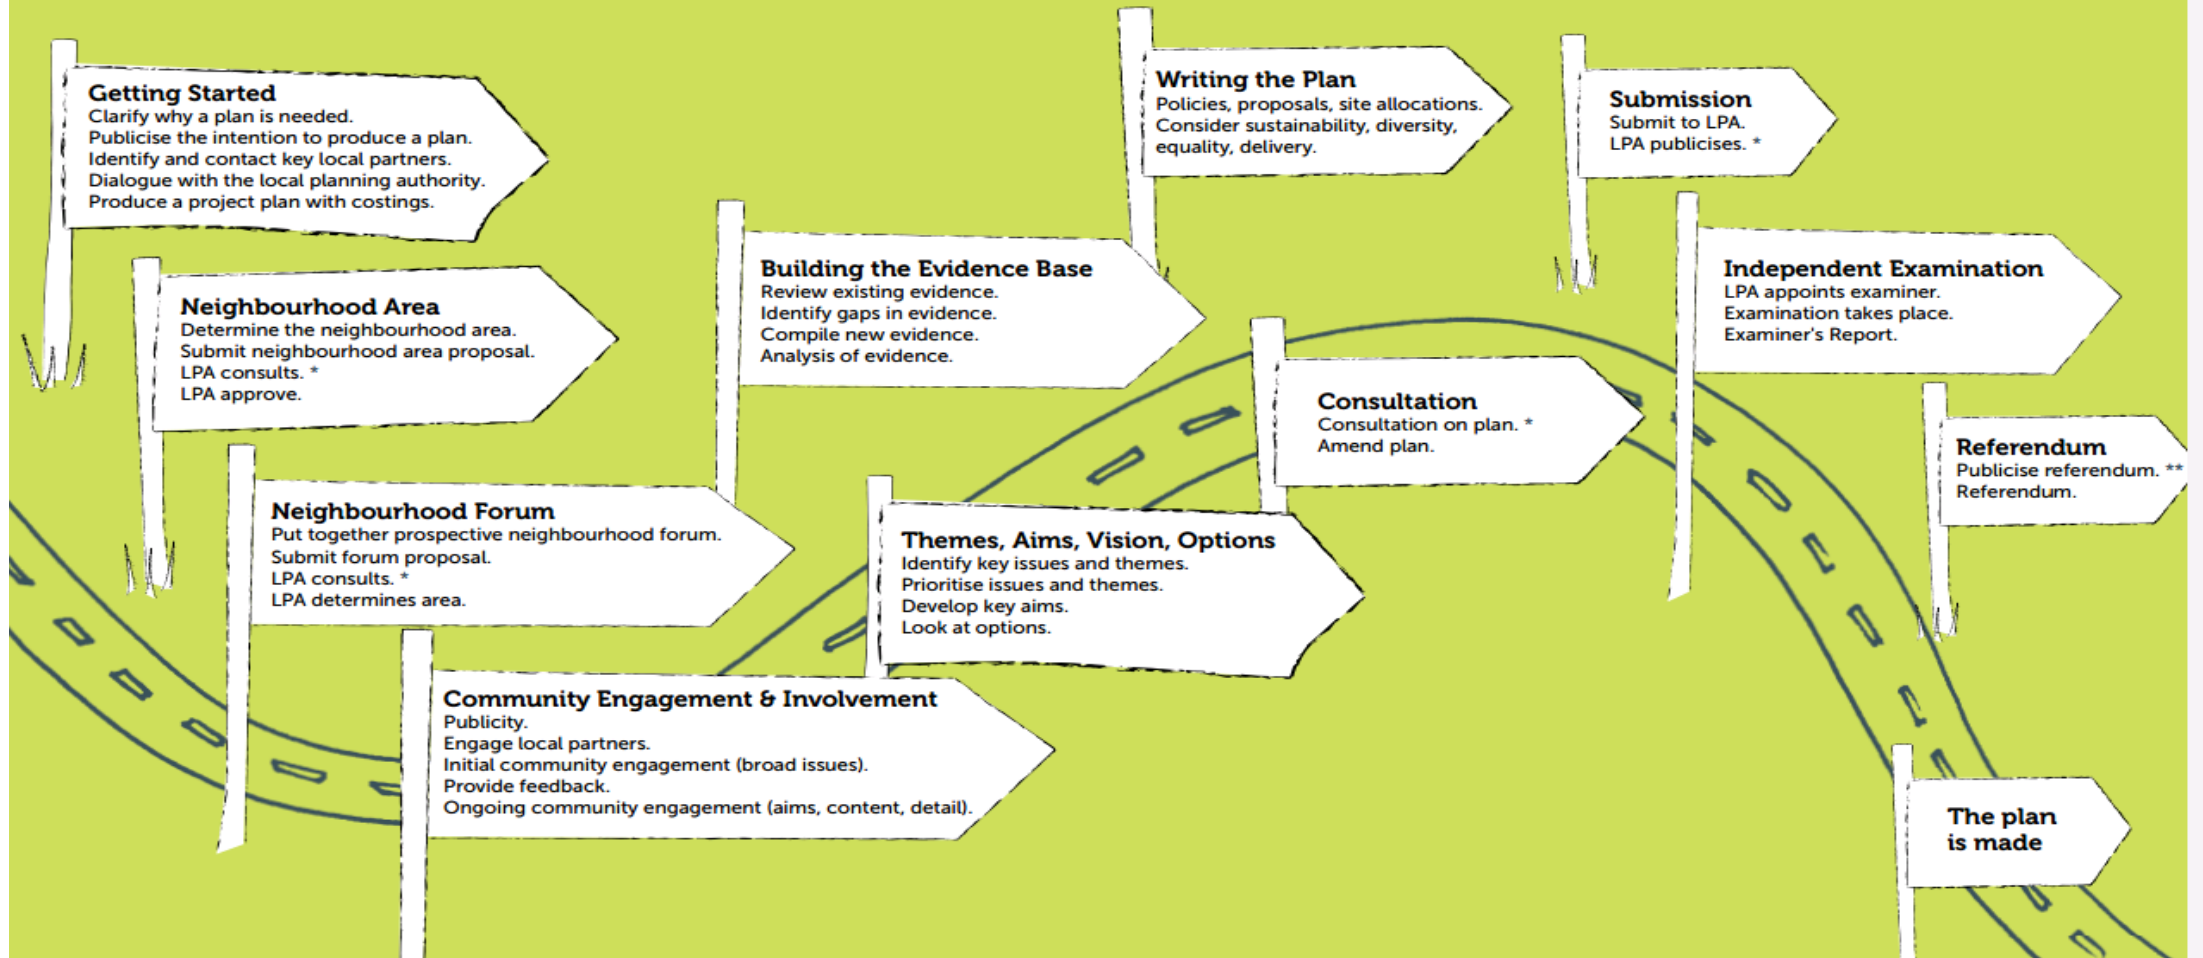 Getting Started
Clarify why a plan is needed.
Publicise the intention to produce a plan.
Identify and contact key local partners.
Dialogue with the local planning authority.
Produce a project plan with costings.
Neighbourhood Area
Determine the neighbourhood area.
Submit neighbourhood area proposal.
LPA consults. *
LPA approve.
Neighbourhood Forum
Put together prospective neighbourhood forum.
Submit forum proposal.
LPA consults. *
LPA determines area.
Community Engagement & Involvement
Publicity.
Engage local partners.
Initial community engagement (broad issues).
Provide feedback.
Ongoing community engagement (aims, content, detail).
Building the Evidence Base
Review existing evidence.
Identify gaps in evidence.
Compile new evidence.
Analysis of evidence.
Themes, Aims, Vision, Options
Identify key issues and themes.
Prioritise issues and themes.
Develop key aims.
Look at options.
Writing the Plan
Policies, proposals, site allocations.
Consider sustainability, diversity,
equality, delivery.
Consultation
Consultation on plan. *
Amend plan.
Submission
Submit to LPA.
LPA publicises. *
Independent Examination
LPA appoints examiner.
Examination takes place.
Examiner's Report.
Referendum
Publicise referendum. **
Referendum.
The plan
is made